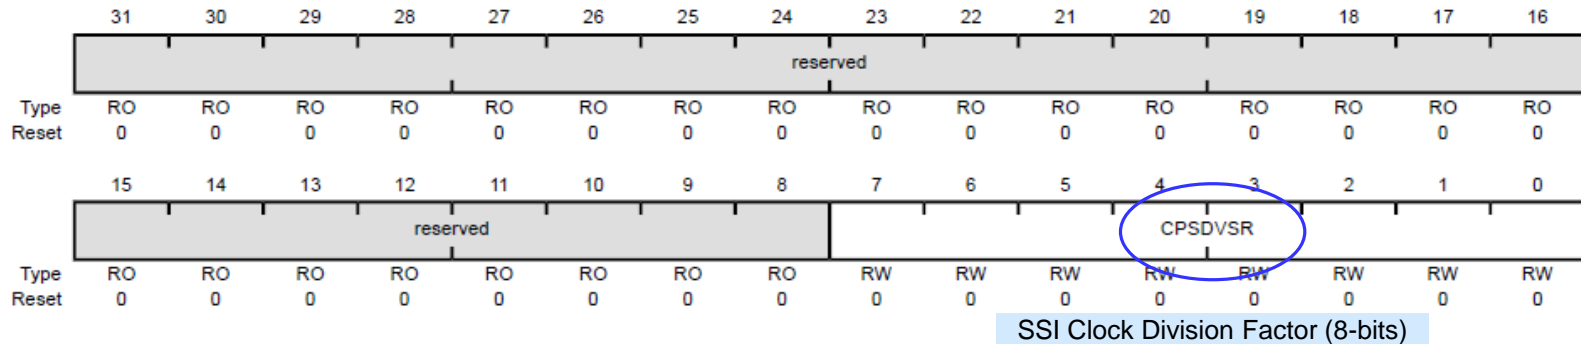 31 30 29 28 27 26 25 24 23 22 21 20 19 18 17 16
reserved
Type RO RO RO RO RO RO RO RO RO RO RO RO RO RO RO RO
Reset 0 0 0 0 0 0 0 0 0 0 0 0 0 0 0 0
15 14 13 12 11 10 9 8 7 6 5 4 3 2 1 0
reserved CPSDVSR
Type RO RO RO RO RO RO RO RO RW RW RW RW RW RW RW RW
Reset 0 0 0 0 0 0 0 0 0 0 0 0 0 0 0 0
SSI Clock Division Factor (8-bits)